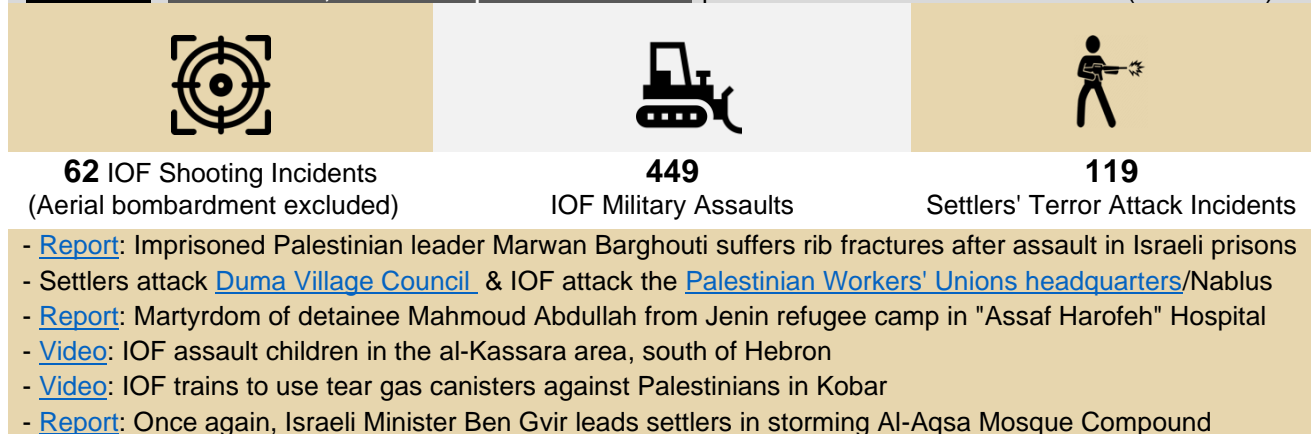 62 IOF Shooting Incidents
(Aerial bombardment excluded)
449
IOF Military Assaults
119
Settlers' Terror Attack Incidents
- Report: Imprisoned Palestinian leader Marwan Barghouti suffers rib fractures after assault in Israeli prisons
- Settlers attack Duma Village Council & IOF attack the Palestinian Workers' Unions headquarters/Nablus
- Report: Martyrdom of detainee Mahmoud Abdullah from Jenin refugee camp in "Assaf Harofeh" Hospital
- Video: IOF assault children in the al-Kassara area, south of Hebron
- Video: IOF trains to use tear gas canisters against Palestinians in Kobar
- Report: Once again, Israeli Minister Ben Gvir leads settlers in storming Al-Aqsa Mosque Compound